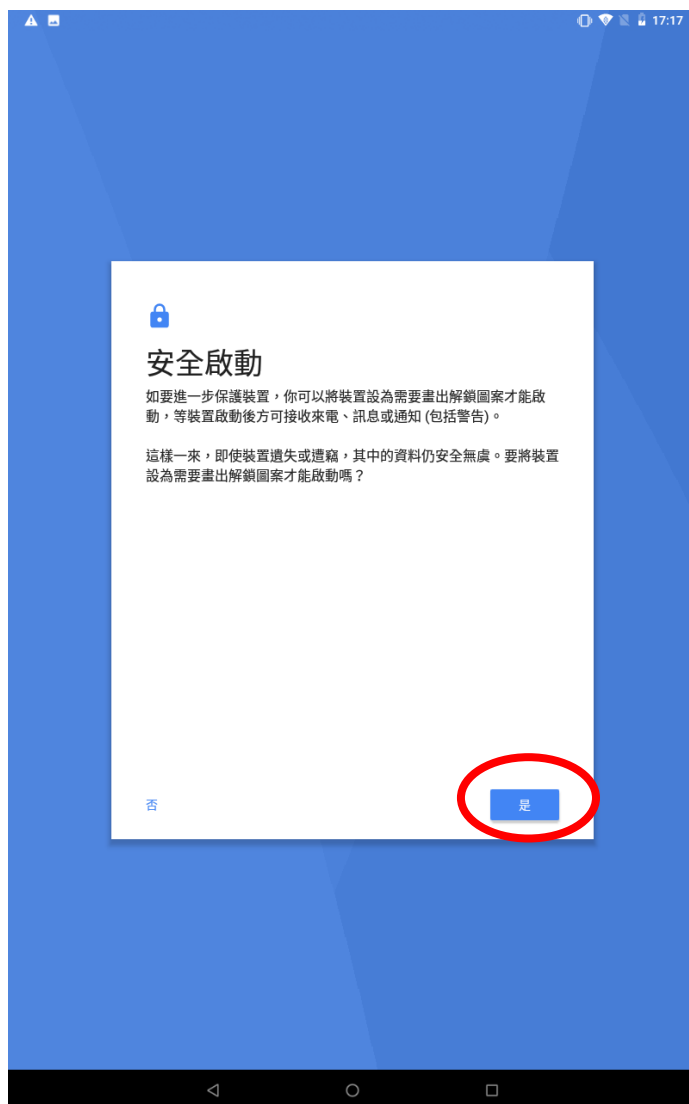 17:17
安全啟動
如要進一步保護裝置，你可以將裝置設為需要畫出解鎖圖案才能啟
動，等裝置啟動後方可接收來電、訊息或通知 (包括警告)。
這樣一來，即使裝置遺失或遭竊，其中的資料仍安全無虞。要將裝置
設為需要畫出解鎖圖案才能啟動嗎？
否
是